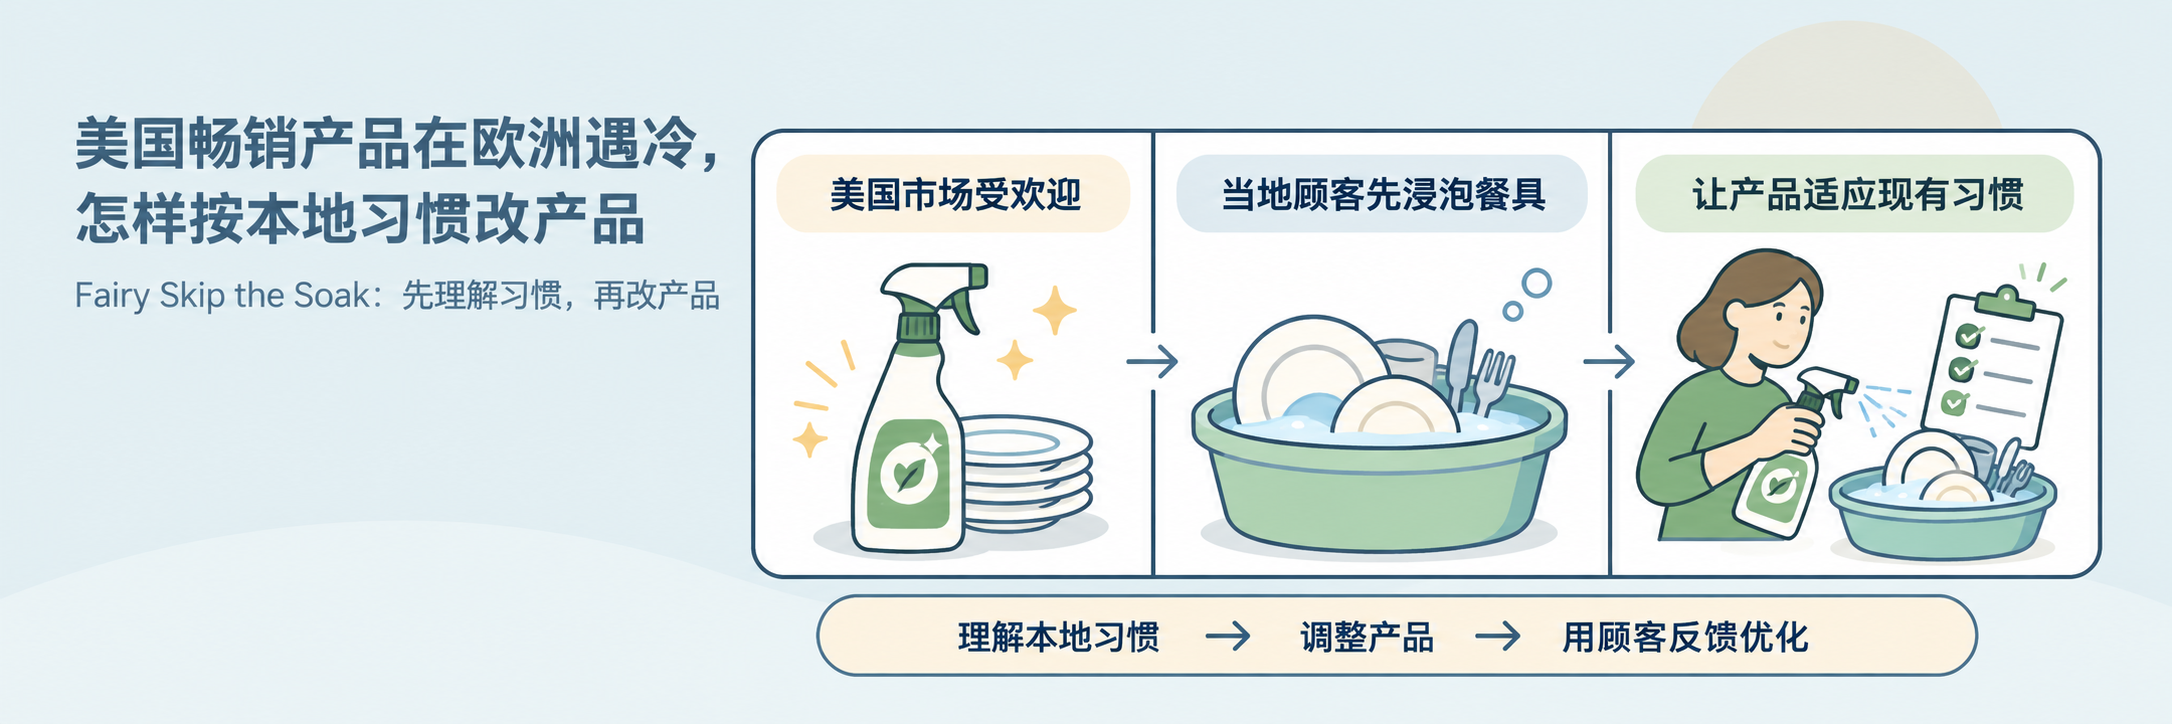 美国畅销产品在欧洲遇冷，
怎样按本地习惯改产品
Fairy Skip the Soak：先理解习惯，再改产品
美国市场受欢迎
当地顾客先浸泡餐具
让产品适应现有习惯
理解本地习惯 → 调整产品 → 用顾客反馈优化